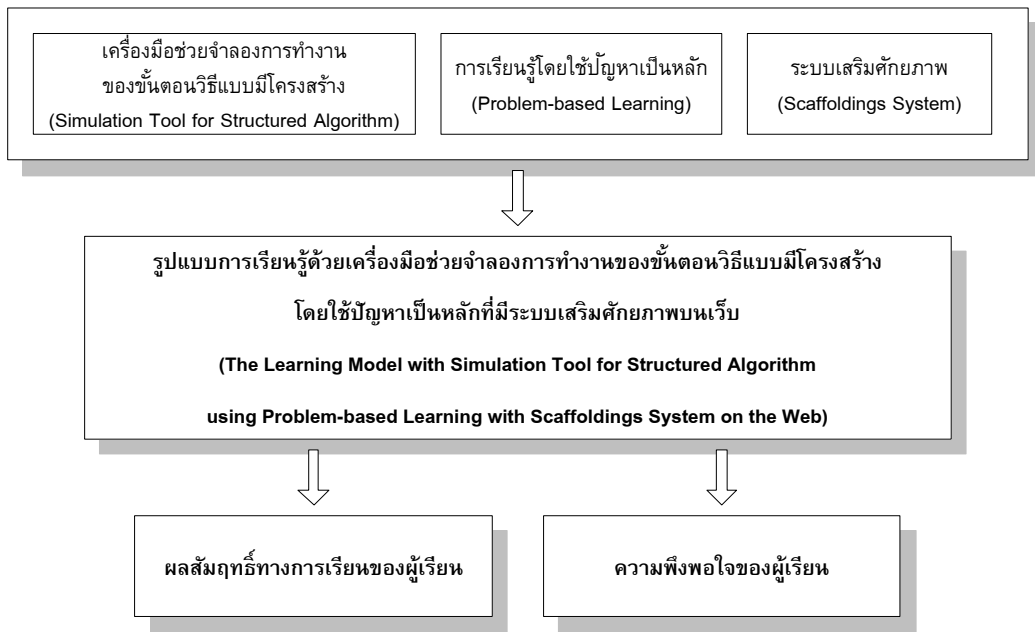 เครื่องมือช่วยจำลองการทำงาน
ของขั้นตอนวิธีแบบมีโครงสร้าง
(Simulation Tool for Structured Algorithm)
การเรียนรู้โดยใช้ปัญหาเป็นหลัก
(Problem-based Learning)
ระบบเสริมศักยภาพ
(Scaffoldings System)
รูปแบบการเรียนรู้ด้วยเครื่องมือช่วยจำลองการทำงานของขั้นตอนวิธีแบบมีโครงสร้าง
โดยใช้ปัญหาเป็นหลักที่มีระบบเสริมศักยภาพบนเว็บ
(The Learning Model with Simulation Tool for Structured Algorithm
using Problem-based Learning with Scaffoldings System on the Web)
ผลสัมฤทธิ์ทางการเรียนของผู้เรียน
ความพึงพอใจของผู้เรียน